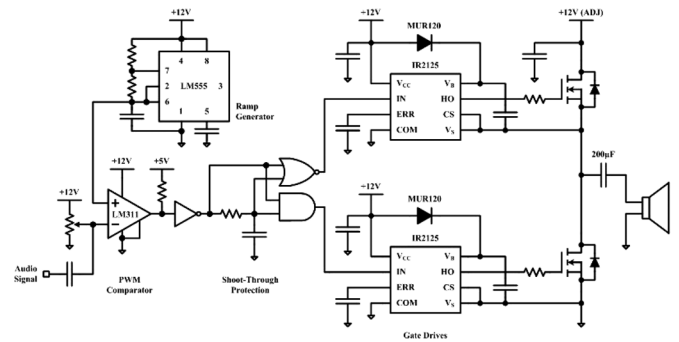 +12V
MUR120
+12V
+12V (ADJ)
IR2125
4
8
7
LM555
3
2
6
1
5
Ramp
Generator
VCC
VB
IN
HO
ERR
CS
COM
VS
+12V
+5V
+12V
+
LM311
−
200µF
+12V
MUR120
IR2125
VCC
VB
IN
HO
ERR
CS
COM
VS
Audio
Signal
PWM
Comparator
Shoot-Through
Protection
Gate Drives